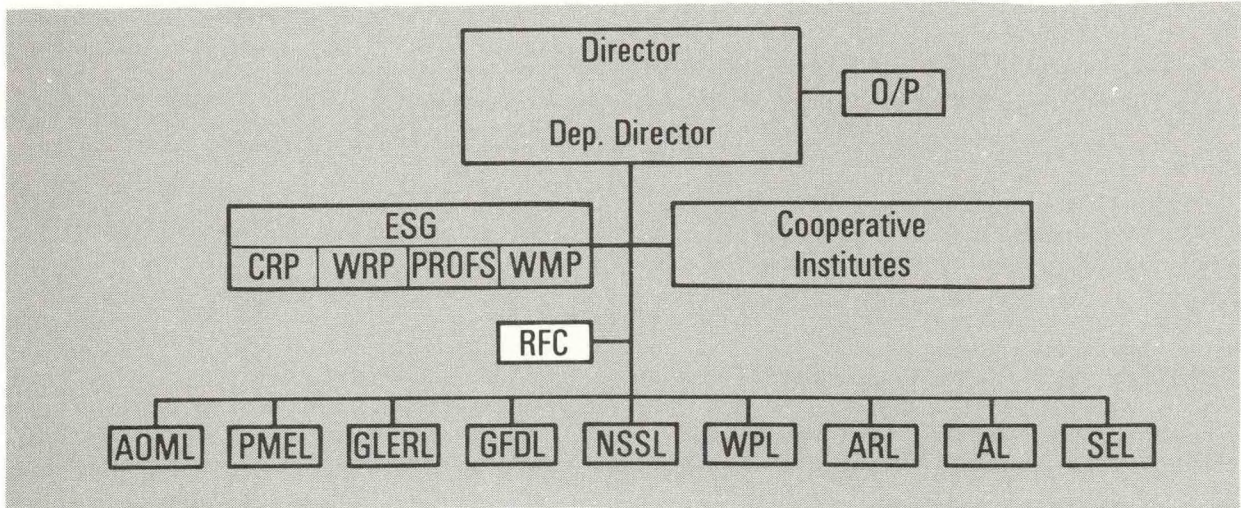 Director
O/P
Dep. Director
ESG
CRP WRP PROFS WMP
Cooperative
Institutes
RFC
AOML PMEL GLERL GFDL NSSL WPL ARL AL SEL